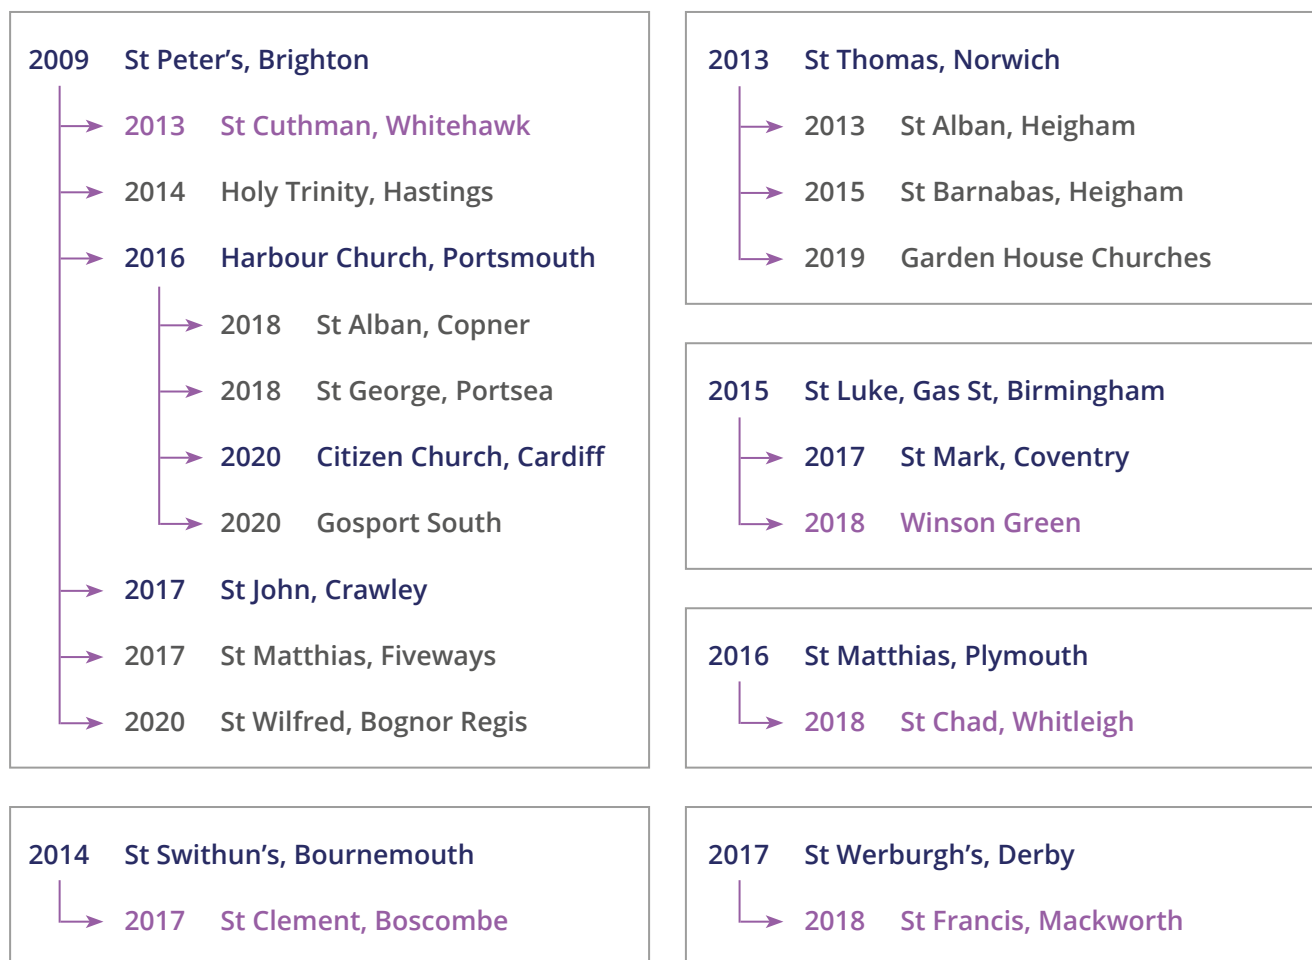 2009 St Peter’s, Brighton
2013 St Cuthman, Whitehawk
2014 Holy Trinity, Hastings
2016 Harbour Church, Portsmouth
2018 St Alban, Copner
2018 St George, Portsea
2020 Citizen Church, Cardiff
2020 Gosport South
2017 St John, Crawley
2017 St Matthias, Fiveways
2020 St Wilfred, Bognor Regis
2014 St Swithun’s, Bournemouth
2017 St Clement, Boscombe
2013 St Thomas, Norwich
2013 St Alban, Heigham
2015 St Barnabas, Heigham
2019 Garden House Churches
2015 St Luke, Gas St, Birmingham
2017 St Mark, Coventry
2018 Winson Green
2016 St Matthias, Plymouth
2018 St Chad, Whitleigh
2017 St Werburgh’s, Derby
2018 St Francis, Mackworth